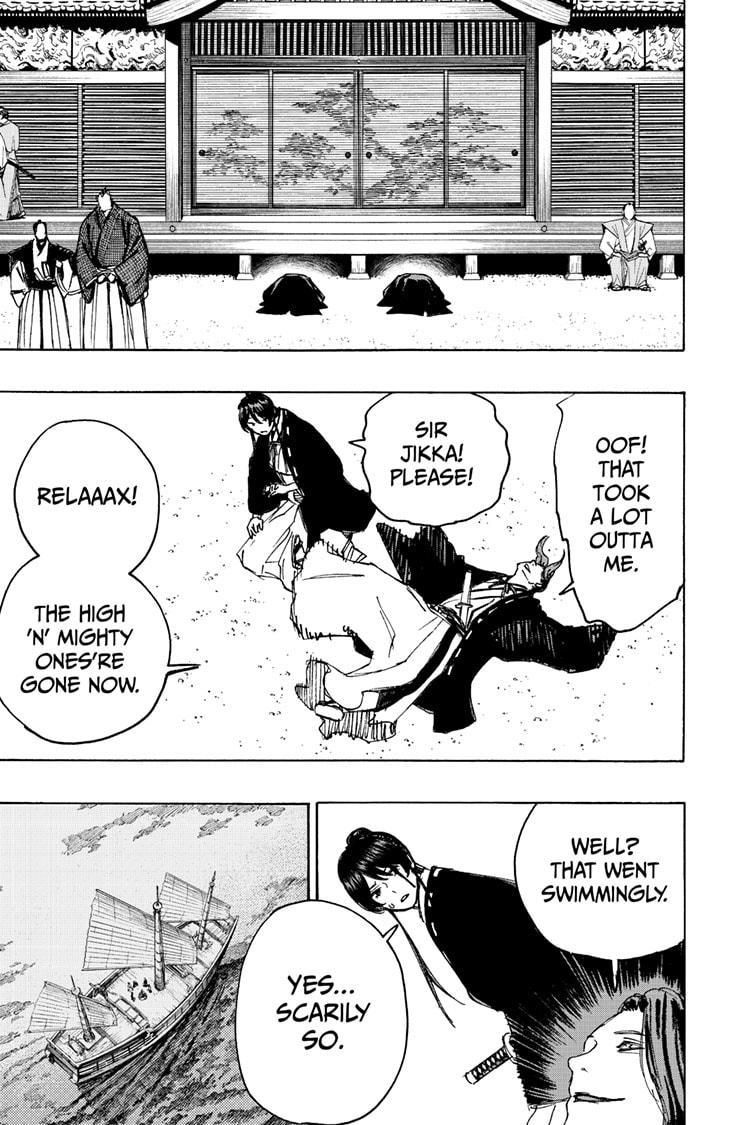 OOF!
THAT
TOOK
A LOT
OUTTA
ME.
SIR
JIKKA!
PLEASE!
RELAAAX!
THE HIGH
'N' MIGHTY
ONES'RE
GONE NOW.
WELL?
THAT WENT
SWIMMINGLY.
YES...
SCARILY
SO.